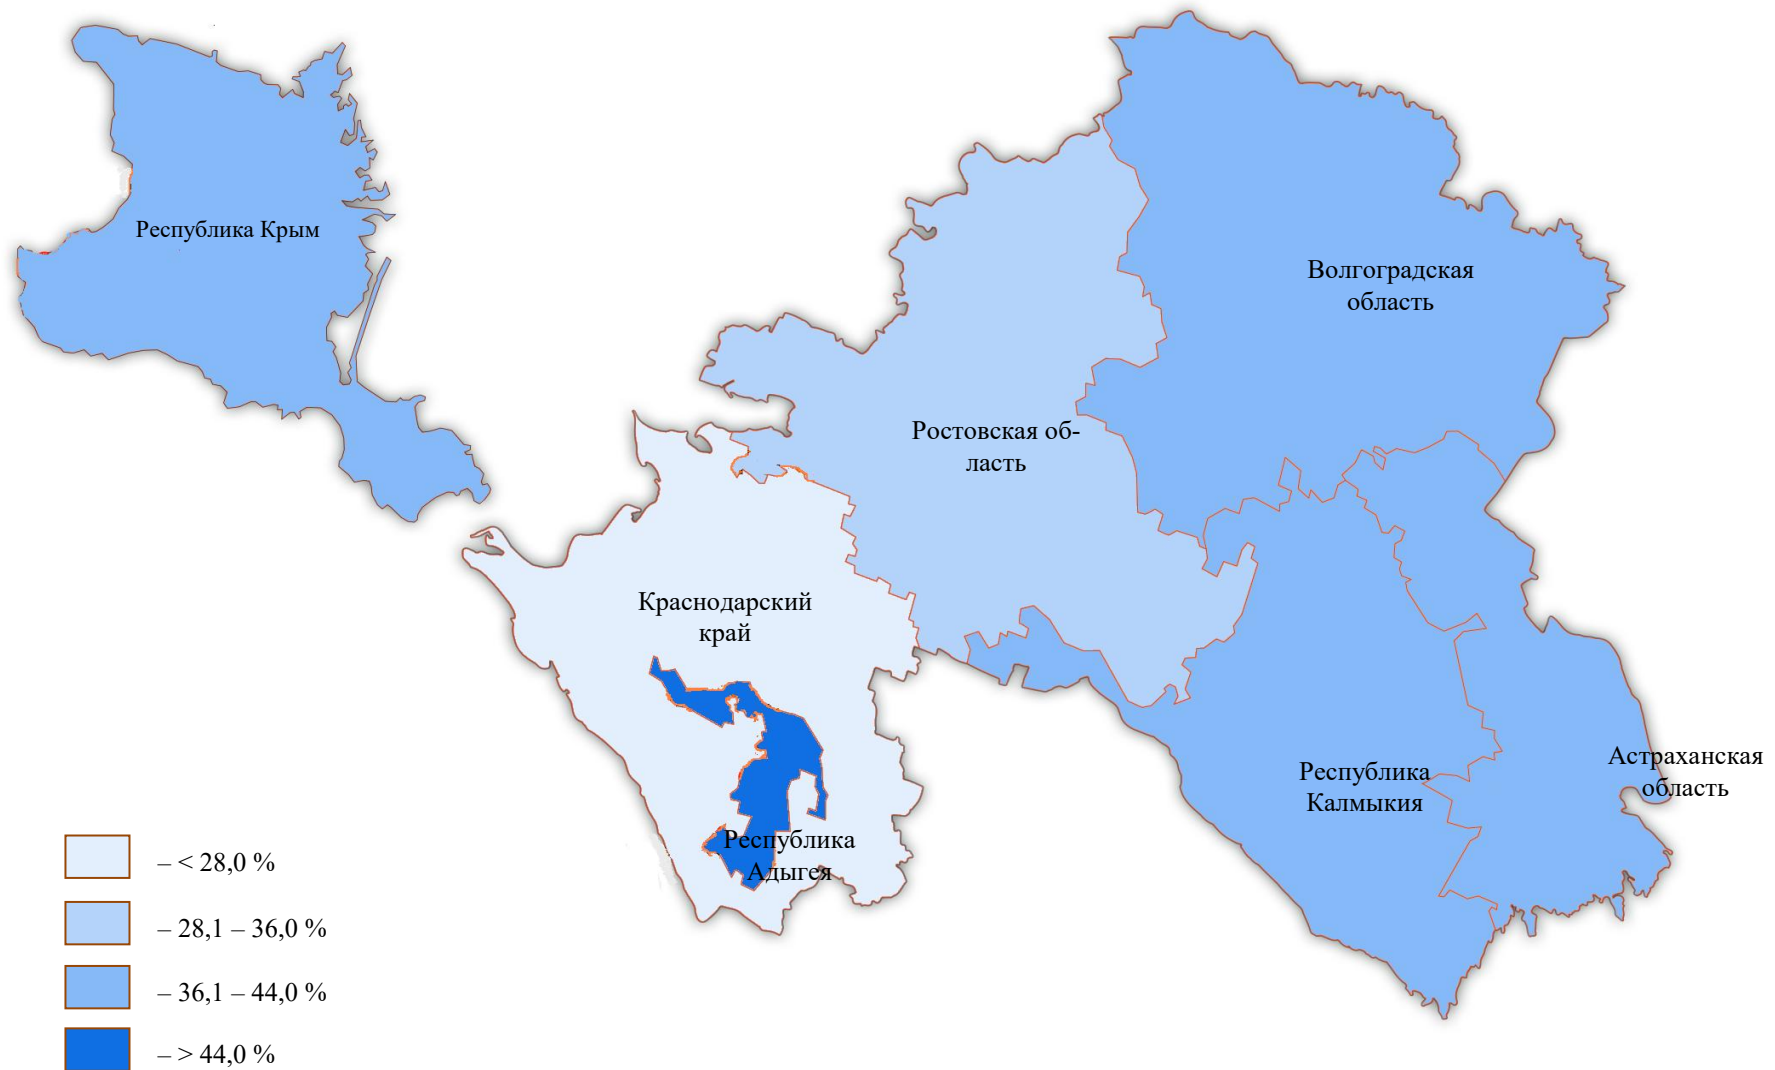 Республика Крым
Волгоградская
область
Ростовская об-
ласть
Краснодарский
край
Республика
Калмыкия
Астраханская
область
Республика
Адыгея
– < 28,0 %
– 28,1 – 36,0 %
– 36,1 – 44,0 %
– > 44,0 %